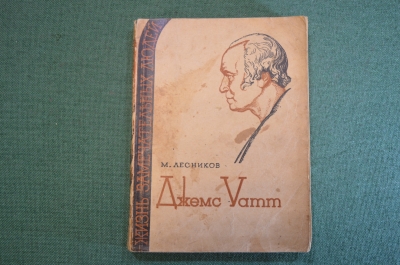 ЖИЗНЬ ЗАМЕЧАТЕЛЬНЫХ ЛЮДЕЙ
М. ЛЕСНИКОВ
Джемс Уатт